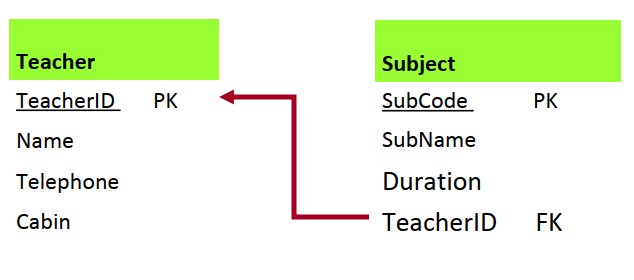 Teacher
TeacherID PK
Name
Telephone
Cabin
Subject
SubCode PK
SubName
Duration
TeacherID FK